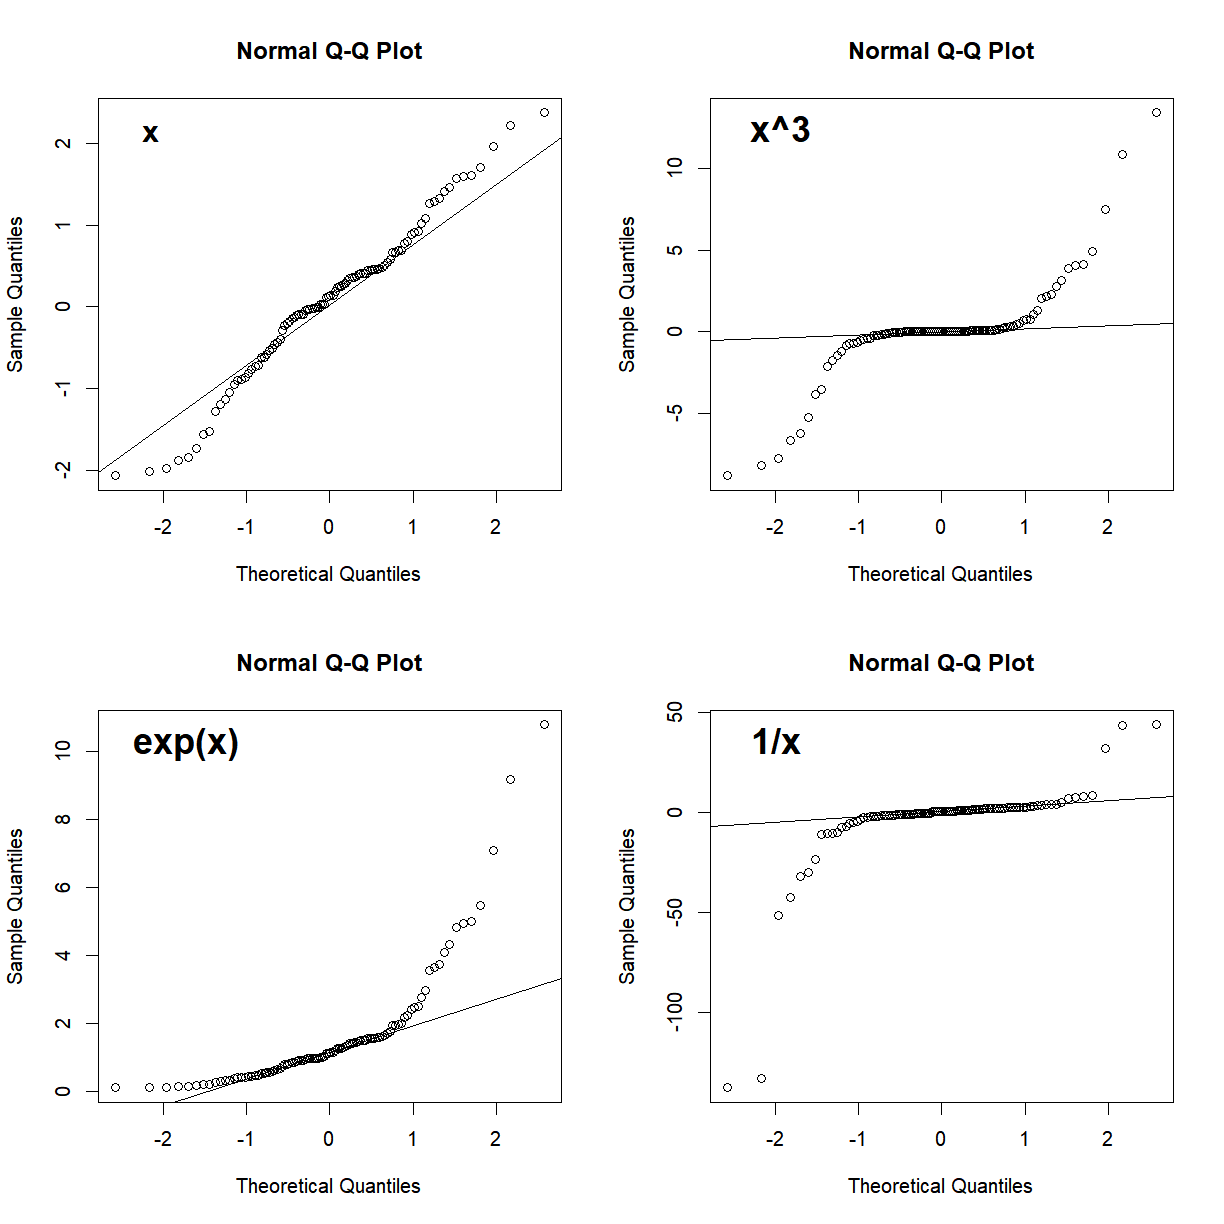 Normal Q-Q Plot
x
Sample Quantiles
2
1
0
-1
-2
-2 -1 0 1 2
Theoretical Quantiles
Normal Q-Q Plot
x^3
Sample Quantiles
10
5
0
-5
-2 -1 0 1 2
Theoretical Quantiles
Normal Q-Q Plot
exp(x)
Sample Quantiles
10
8
6
4
2
0
-2 -1 0 1 2
Theoretical Quantiles
Normal Q-Q Plot
1/x
Sample Quantiles
50
0
-50
-100
-2 -1 0 1 2
Theoretical Quantiles